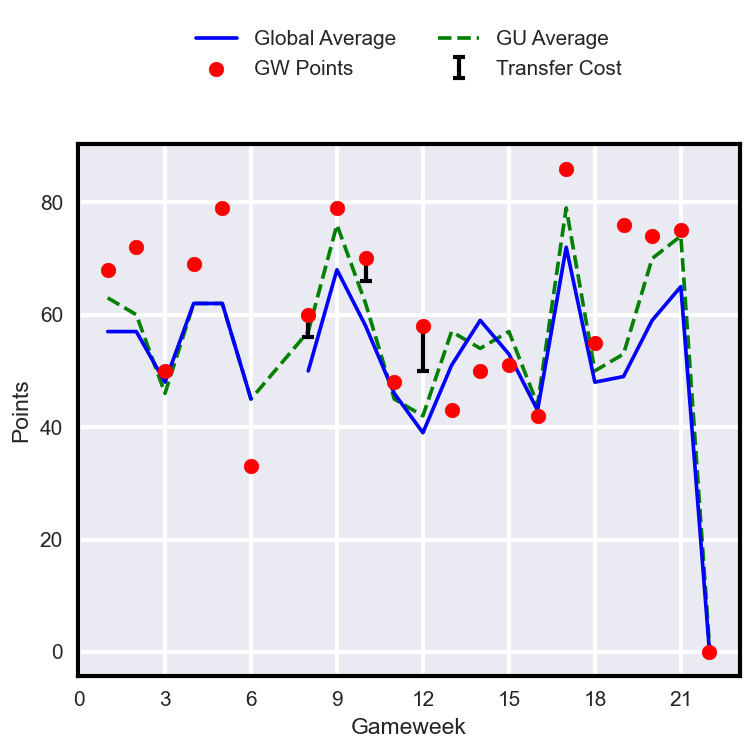 Global Average GU Average
GW Points Transfer Cost
80
60
40
20
0
Points
0 3 6 9 12 15 18 21
Gameweek